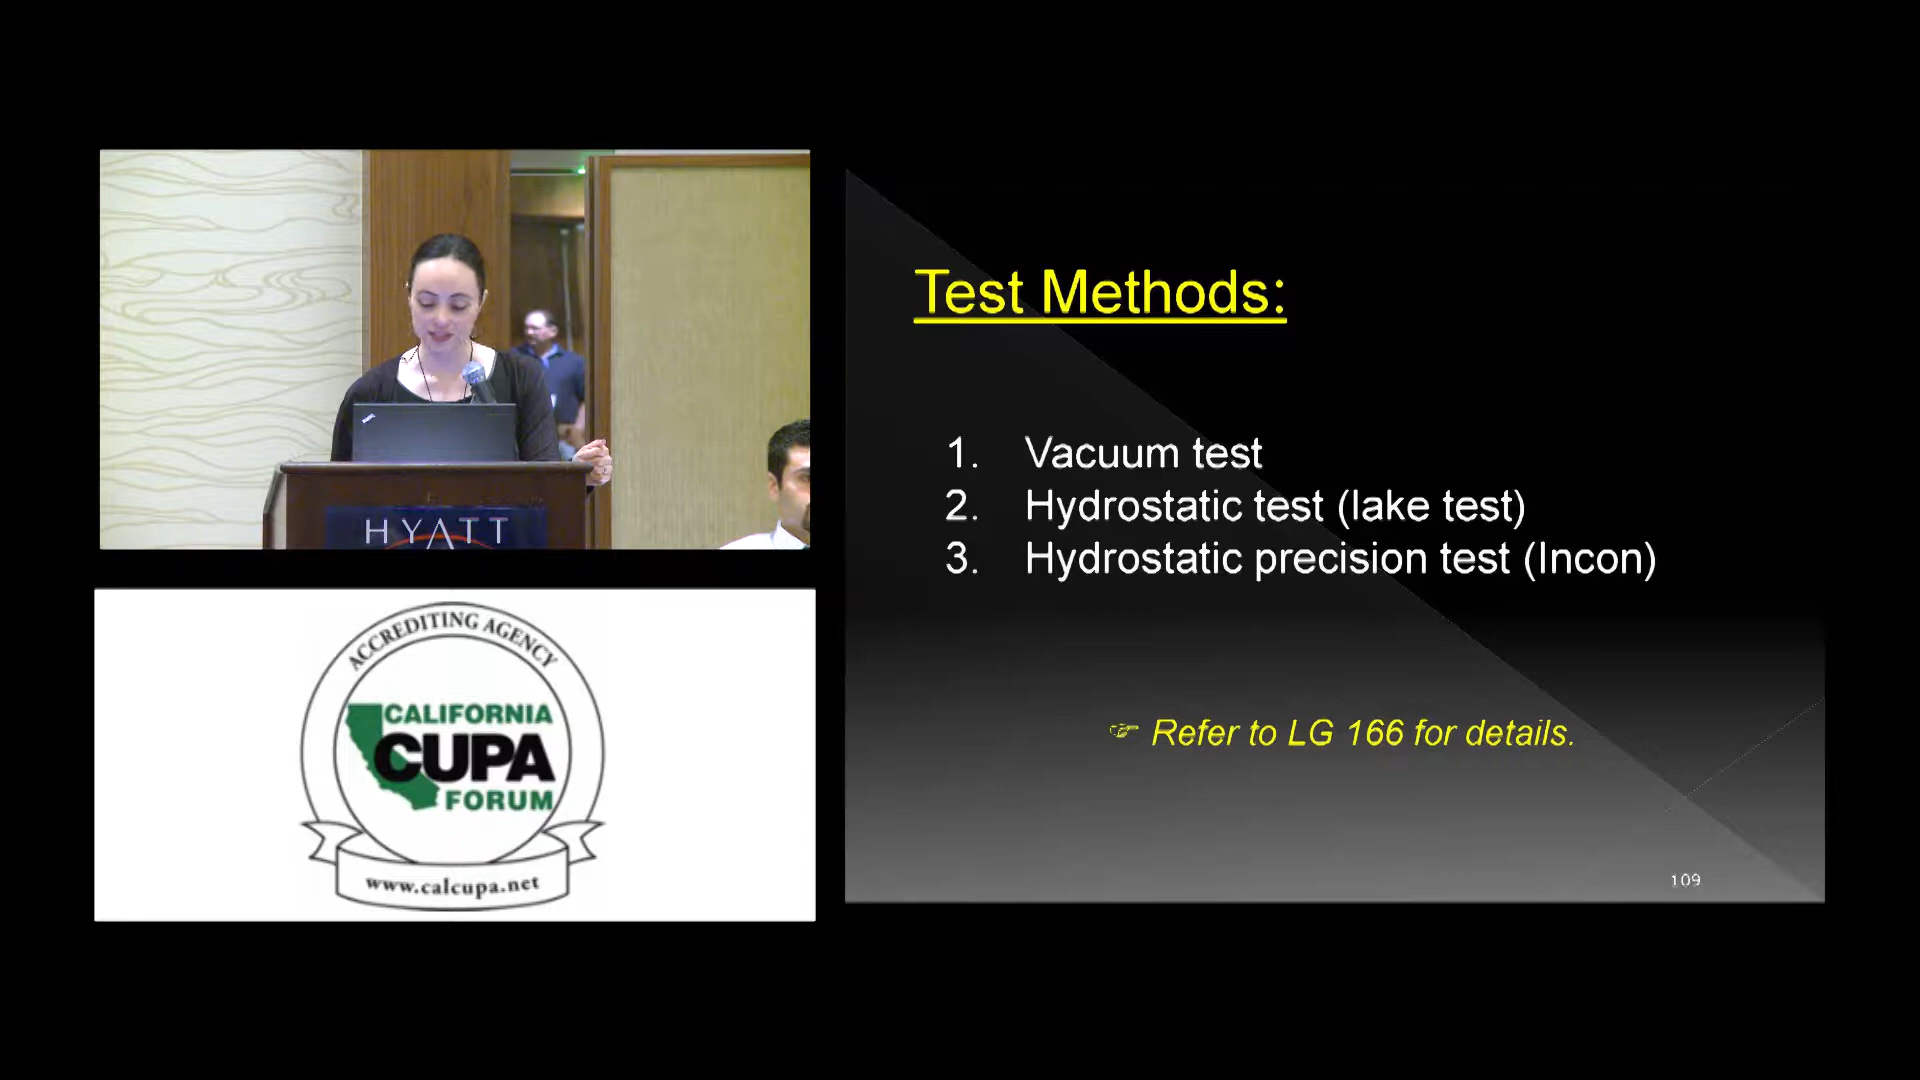 HYATT
ACCREDITING AGENCY
CALIFORNIA
CUPA
FORUM
www.calcupa.net
Test Methods:
1. Vacuum test
2. Hydrostatic test (lake test)
3. Hydrostatic precision test (Incon)
☞ Refer to LG 166 for details.
109